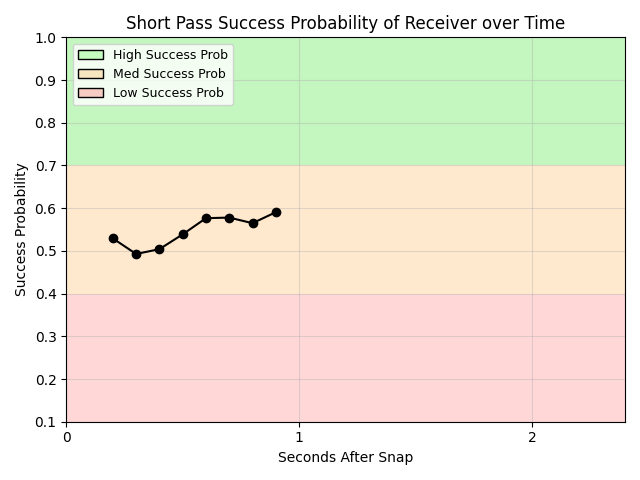 Short Pass Success Probability of Receiver over Time
1.0
High Success Prob
Med Success Prob
Low Success Prob
0.9
0.8
0.7
0.6
0.5
0.4
0.3
0.2
0.1
Success Probability
0
1
2
Seconds After Snap